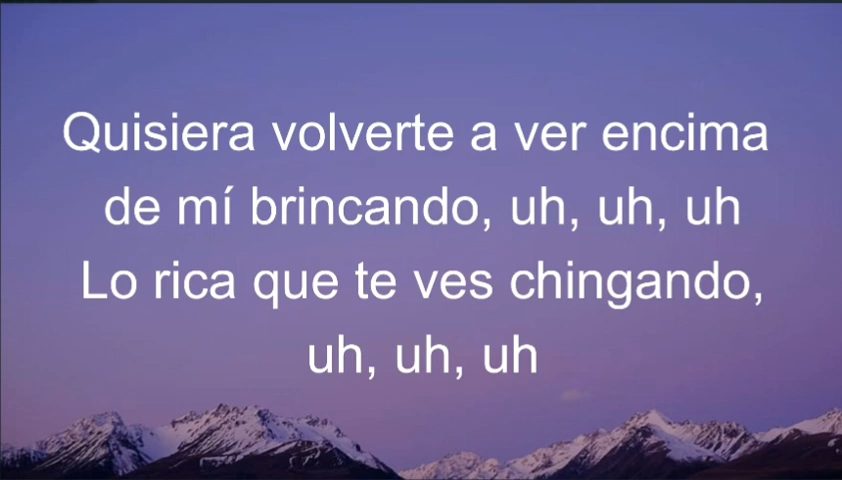 Quisiera volverte a ver encima
de mí brincando, uh, uh, uh
Lo rica que te ves chingando,
uh, uh, uh